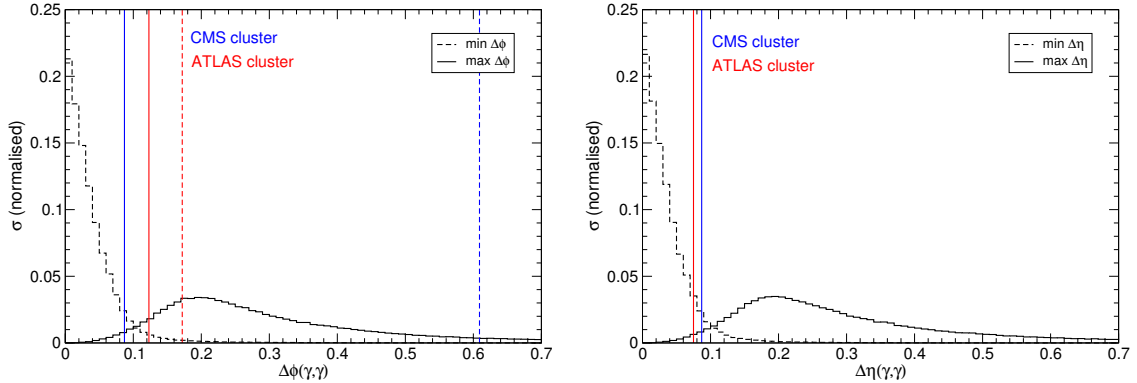 0.25
0.2
0.15
0.1
0.05
0
σ (normalised)
CMS cluster
ATLAS cluster
min Δϕ
max Δϕ
0 0.1 0.2 0.3 0.4 0.5 0.6 0.7
Δϕ(γ,γ)
0.25
0.2
0.15
0.1
0.05
0
σ (normalised)
CMS cluster
ATLAS cluster
min Δη
max Δη
0 0.1 0.2 0.3 0.4 0.5 0.6 0.7
Δη(γ,γ)